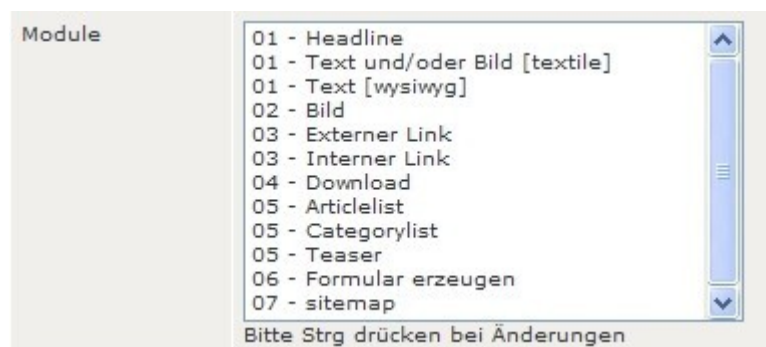 Module
01 - Headline
01 - Text und/oder Bild [textile]
01 - Text [wysiwyg]
02 - Bild
03 - Externer Link
03 - Interner Link
04 - Download
05 - Articlelist
05 - Categorylist
05 - Teaser
06 - Formular erzeugen
07 - sitemap
Bitte Strg drücken bei Änderungen